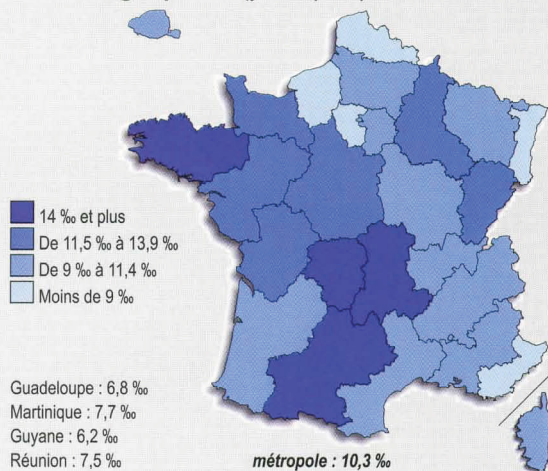 14 ‰ et plus
De 11,5 ‰ à 13,9 ‰
De 9 ‰ à 11,4 ‰
Moins de 9 ‰
Guadeloupe : 6,8 ‰
Martinique : 7,7 ‰
Guyane : 6,2 ‰
Réunion : 7,5 ‰
métropole : 10,3 ‰